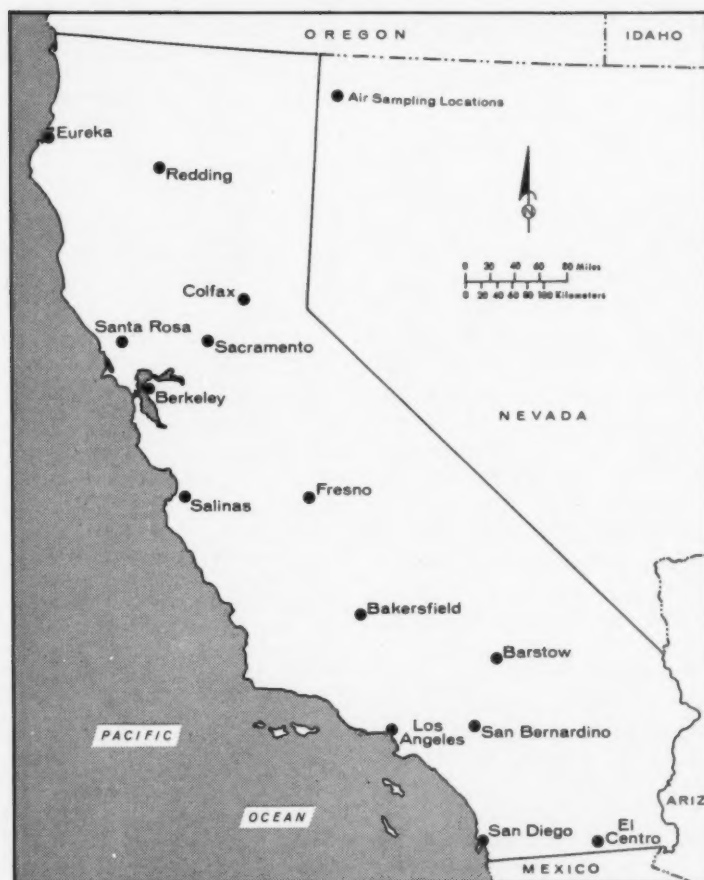 OREGON
IDAHO
Air Sampling Locations
Eureka
Redding
N
0 20 40 60 80 Miles
0 20 40 60 80 100 Kilometers
Colfax
Santa Rosa
Sacramento
Berkeley
NEVADA
Salinas
Fresno
Bakersfield
Barstow
PACIFIC
Los
Angeles
San Bernardino
OCEAN
ARIZ
San Diego
El
Centro
MEXICO